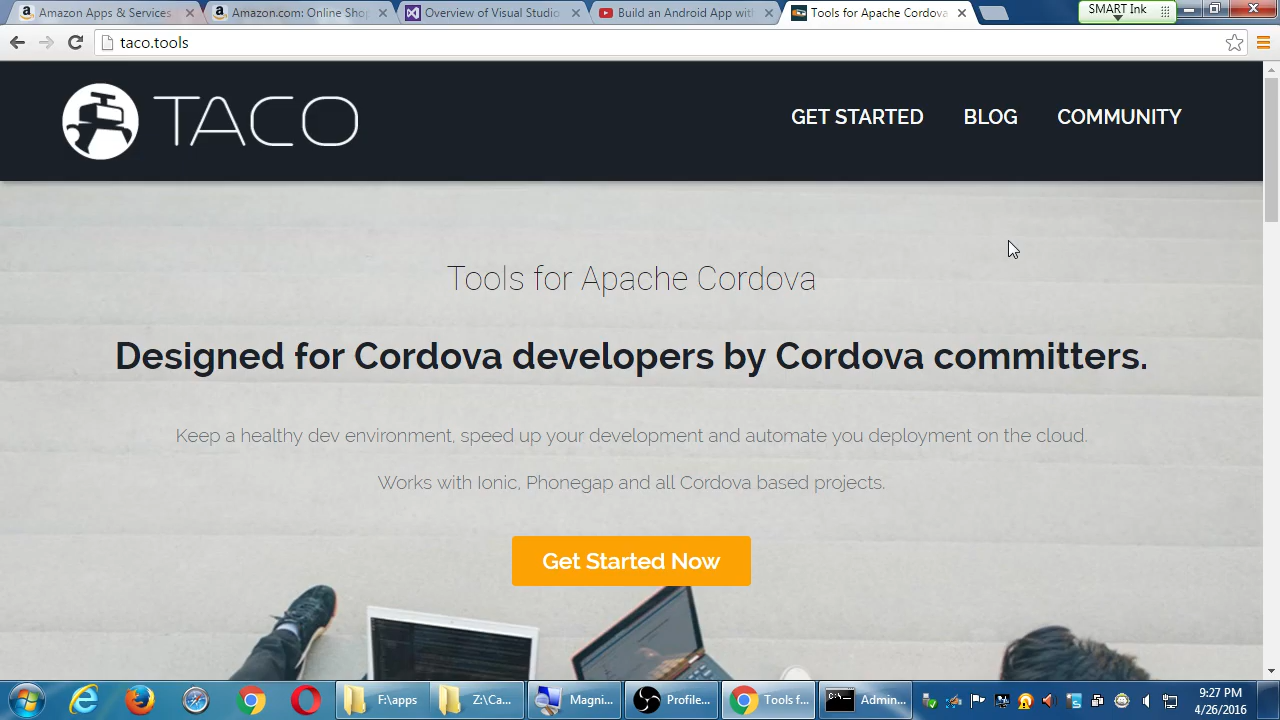 Amazon Apps & Services
Amazon.com: Online Shop
Overview of Visual Studio
Build an Android App with
Tools for Apache Cordova
SMART Ink
taco.tools
TACO
GET STARTED
BLOG
COMMUNITY
Tools for Apache Cordova
Designed for Cordova developers by Cordova committers.
Keep a healthy dev environment, speed up your development and automate you deployment on the cloud.
Works with Ionic, Phonegap and all Cordova based projects.
Get Started Now
F:\apps
Z:\Ca...
Magni...
Profile...
Tools f...
Admin...
9:27 PM
4/26/2016